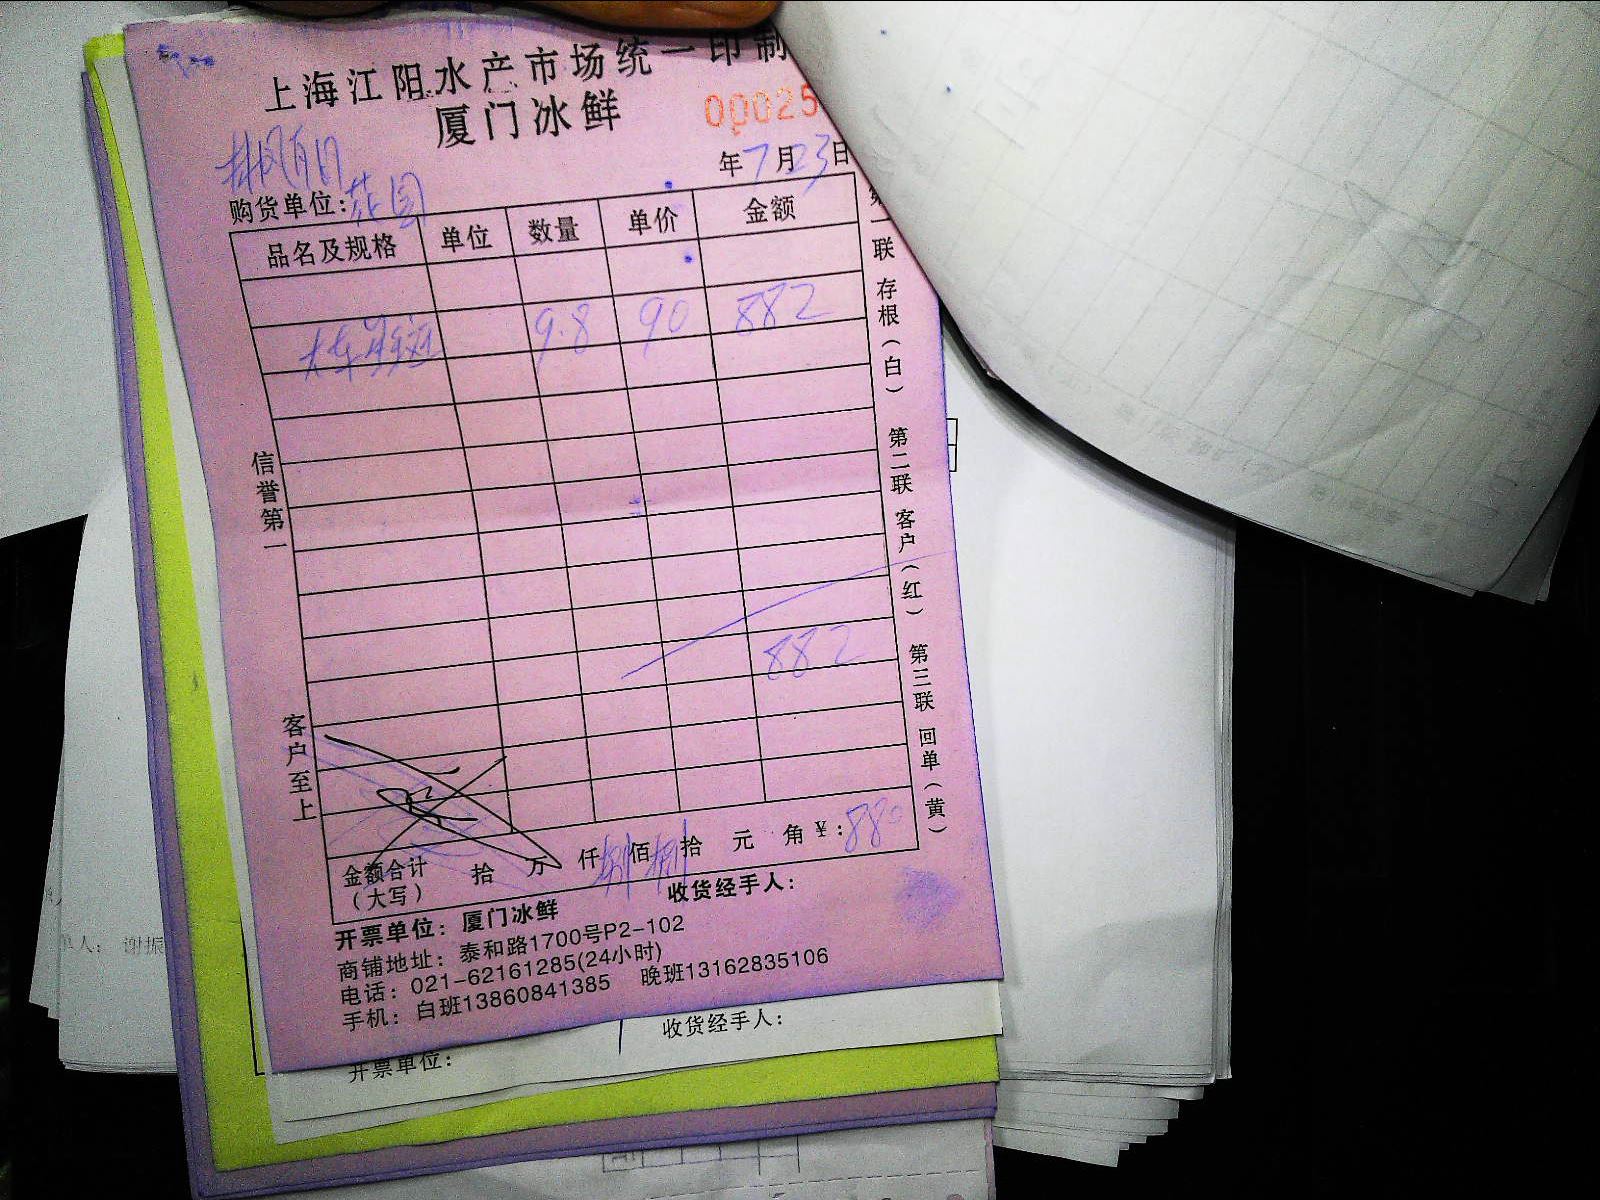 上海江阳水产市场统一印制
厦门冰鲜
00025
年7月23日
购货单位:
品名及规格 单位 数量 单价 金额
9.8 90 882
882
信誉第一
客户至上
第一联 存根(白) 第二联 客户(红) 第三联 回单(黄)
金额合计(大写) 拾 万 仟 捌佰 捌拾 元 角 ¥:880
收货经手人:
开票单位: 厦门冰鲜
商铺地址: 泰和路1700号P2-102
电话: 021-62161285(24小时)
手机: 白班13860841385 晚班13162835106
收货经手人:
开票单位:
谢振